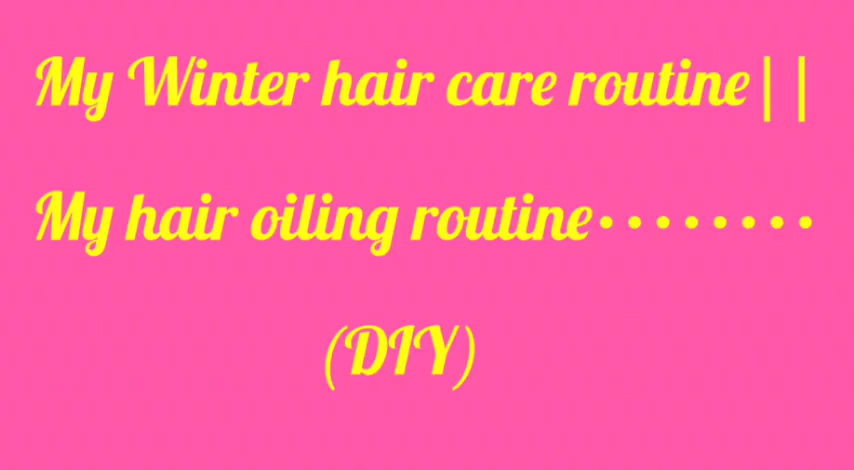 My Winter hair care routine||
My hair oiling routine••••••••
(DIY)